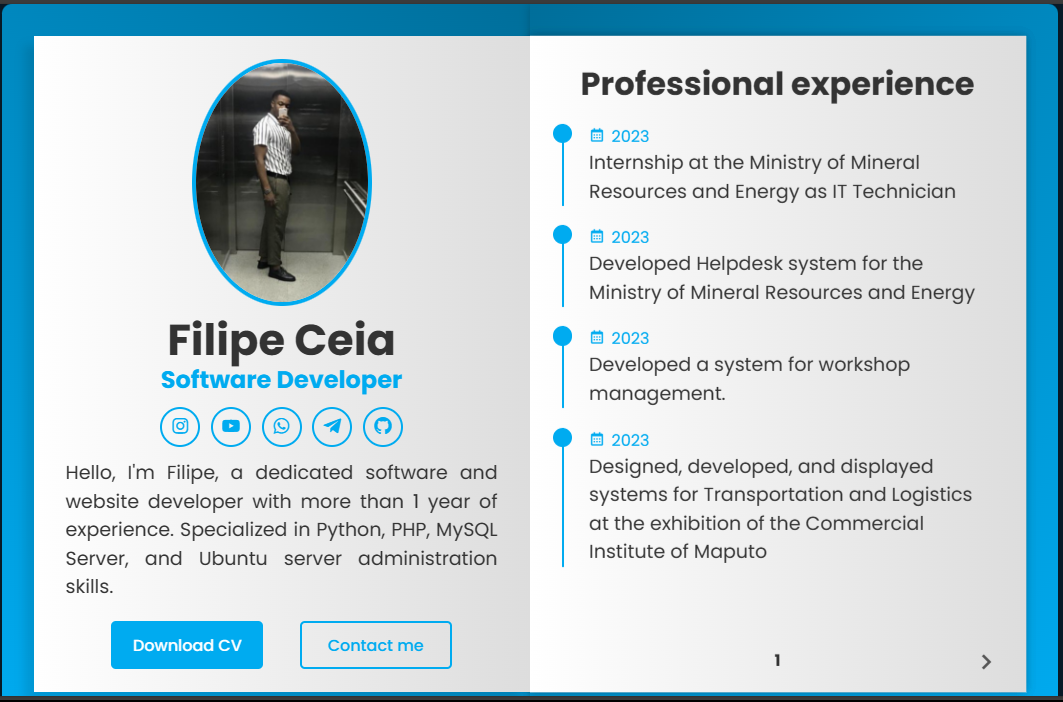 Filipe Ceia
Software Developer
Hello, I'm Filipe, a dedicated software and
website developer with more than 1 year of
experience. Specialized in Python, PHP, MySQL
Server, and Ubuntu server administration
skills.
Download CV
Contact me
Professional experience
2023
Internship at the Ministry of Mineral
Resources and Energy as IT Technician
2023
Developed Helpdesk system for the
Ministry of Mineral Resources and Energy
2023
Developed a system for workshop
management.
2023
Designed, developed, and displayed
systems for Transportation and Logistics
at the exhibition of the Commercial
Institute of Maputo
1